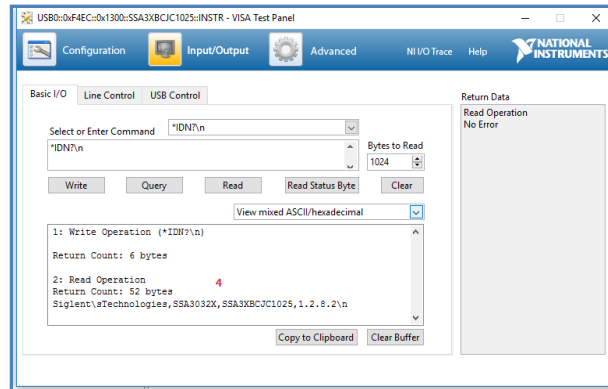 USB0::0xF4EC::0x1300::SSA3XBCJC1025::INSTR - VISA Test Panel
Configuration Input/Output Advanced NI I/O Trace Help NATIONAL INSTRUMENTS
Basic I/O Line Control USB Control
Return Data
Read Operation
No Error
Select or Enter Command *IDN?\n
*IDN?\n
Bytes to Read
1024
Write Query Read Read Status Byte Clear
View mixed ASCII/hexadecimal
1: Write Operation (*IDN?\n)
Return Count: 6 bytes
2: Read Operation
4
Return Count: 52 bytes
Siglent\sTechnologies,SSA3032X,SSA3XBCJC1025,1.2.8.2\n
Copy to Clipboard Clear Buffer